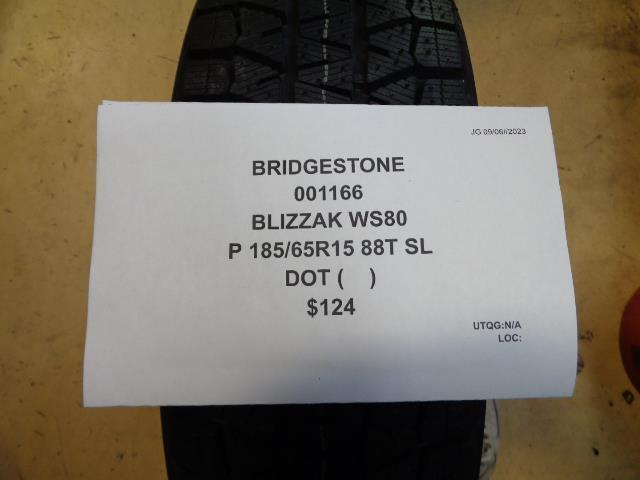 JG 09/06//2023
BRIDGESTONE
001166
BLIZZAK WS80
P 185/65R15 88T SL
DOT (    )
$124
UTQG:N/A
LOC: